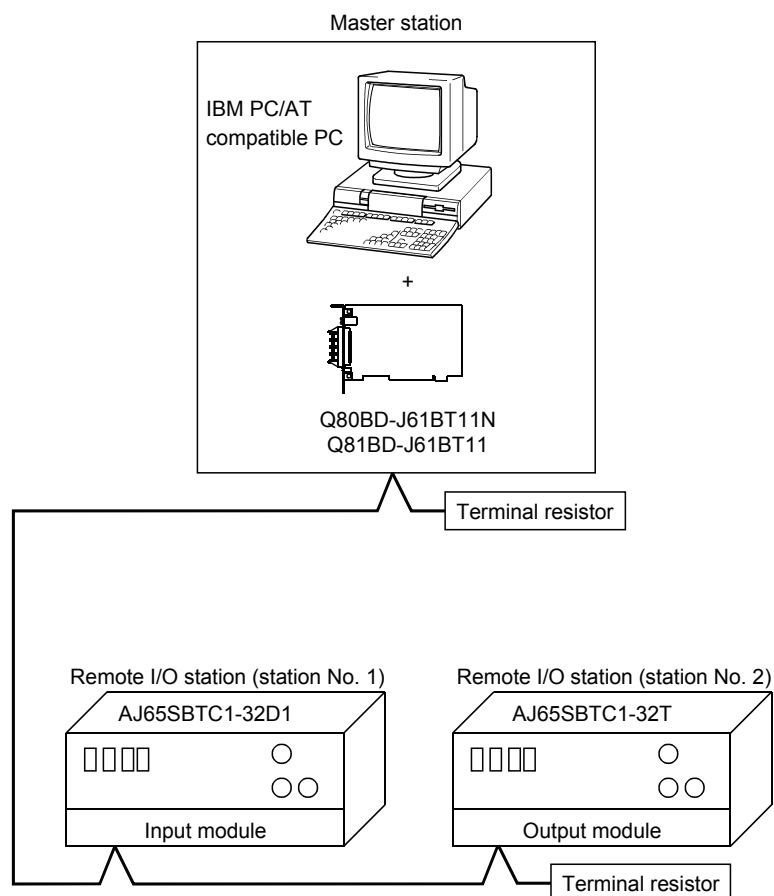 Master station
IBM PC/AT
compatible PC
+
Q80BD-J61BT11N
Q81BD-J61BT11
Terminal resistor
Remote I/O station (station No. 1)
Remote I/O station (station No. 2)
AJ65SBTC1-32D1
AJ65SBTC1-32T
Input module
Output module
Terminal resistor